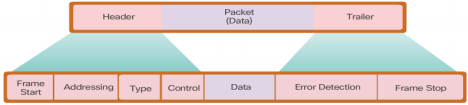 Header
Packet
(Data)
Trailer
Frame
Start
Addressing
Type
Control
Data
Error Detection
Frame Stop